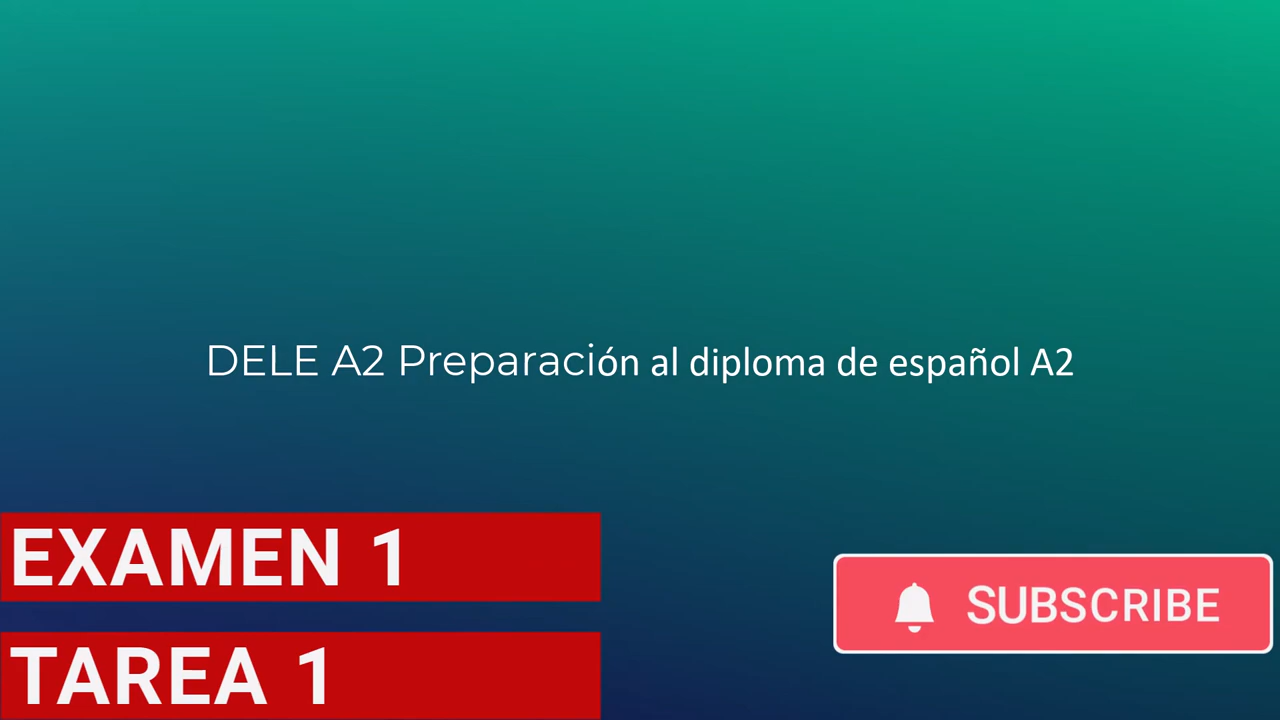 DELE A2 Preparación al diploma de español A2
EXAMEN 1
SUBSCRIBE
TAREA 1